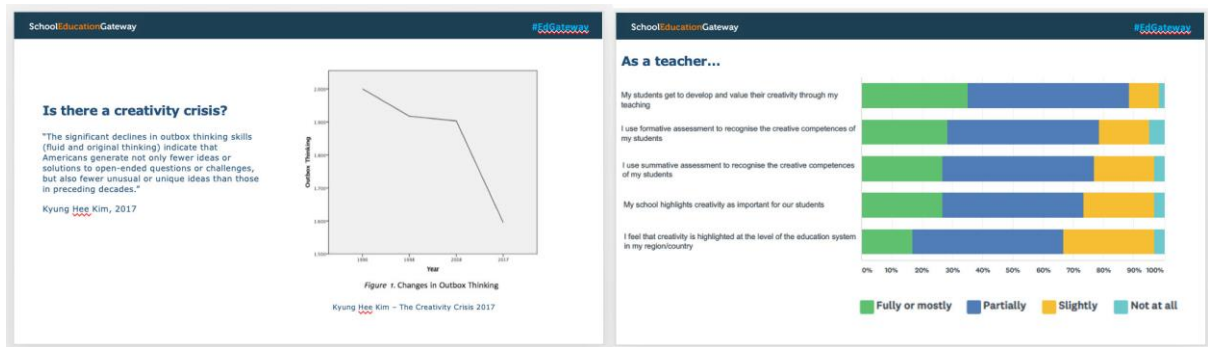 SchoolEducationGateway
#EdGateway
Is there a creativity crisis?
"The significant declines in outbox thinking skills
(fluid and original thinking) indicate that
Americans generate not only fewer ideas or
solutions to open-ended questions or challenges,
but also fewer unusual or unique ideas than those
in preceding decades."
Kyung Hee Kim, 2017
Outbox Thinking
Year
Figure 1. Changes in Outbox Thinking
Kyung Hee Kim – The Creativity Crisis 2017
SchoolEducationGateway
#EdGateway
As a teacher...
My students get to develop and value their creativity through my
teaching
I use formative assessment to recognise the creative competences of
my students
I use summative assessment to recognise the creative competences
of my students
My school highlights creativity as important for our students
I feel that creativity is highlighted at the level of the education system
in my region/country
0% 10% 20% 30% 40% 50% 60% 70% 80% 90% 100%
Fully or mostly Partially Slightly Not at all